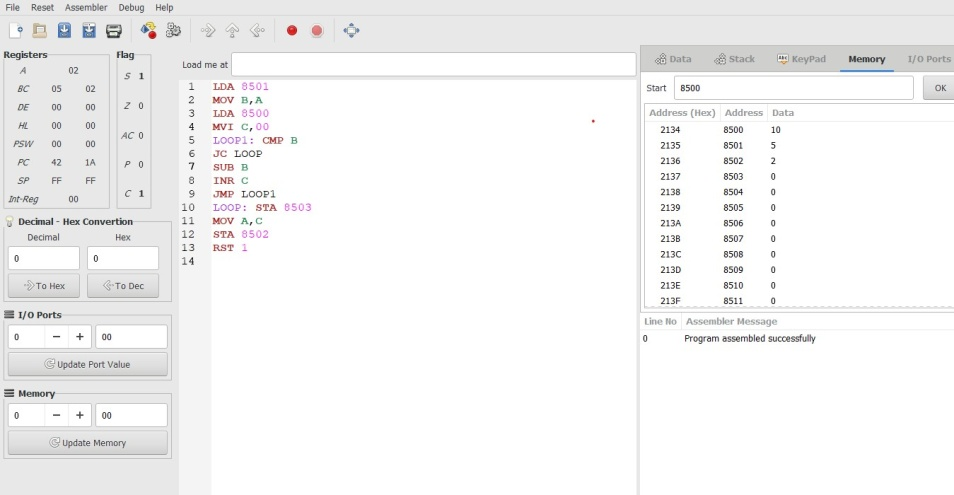 File Reset Assembler Debug Help
Registers
A 02
BC 05 02
DE 00 00
HL 00 00
PSW 00 00
PC 42 1A
SP FF FF
Int-Reg 00
Flag
S 1
Z 0
AC 0
P 0
C 1
Decimal - Hex Convertion
Decimal Hex
0 0
To Hex To Dec
I/O Ports
0 − + 00
Update Port Value
Memory
0 − + 00
Update Memory
Load me at
1 LDA 8501
2 MOV B,A
3 LDA 8500
4 MVI C,00
5 LOOP1: CMP B
6 JC LOOP
7 SUB B
8 INR C
9 JMP LOOP1
10 LOOP: STA 8503
11 MOV A,C
12 STA 8502
13 RST 1
14
Data Stack KeyPad Memory I/O Ports
Start 8500 OK
Address (Hex) Address Data
2134 8500 10
2135 8501 5
2136 8502 2
2137 8503 0
2138 8504 0
2139 8505 0
213A 8506 0
213B 8507 0
213C 8508 0
213D 8509 0
213E 8510 0
213F 8511 0
Line No Assembler Message
0 Program assembled successfully